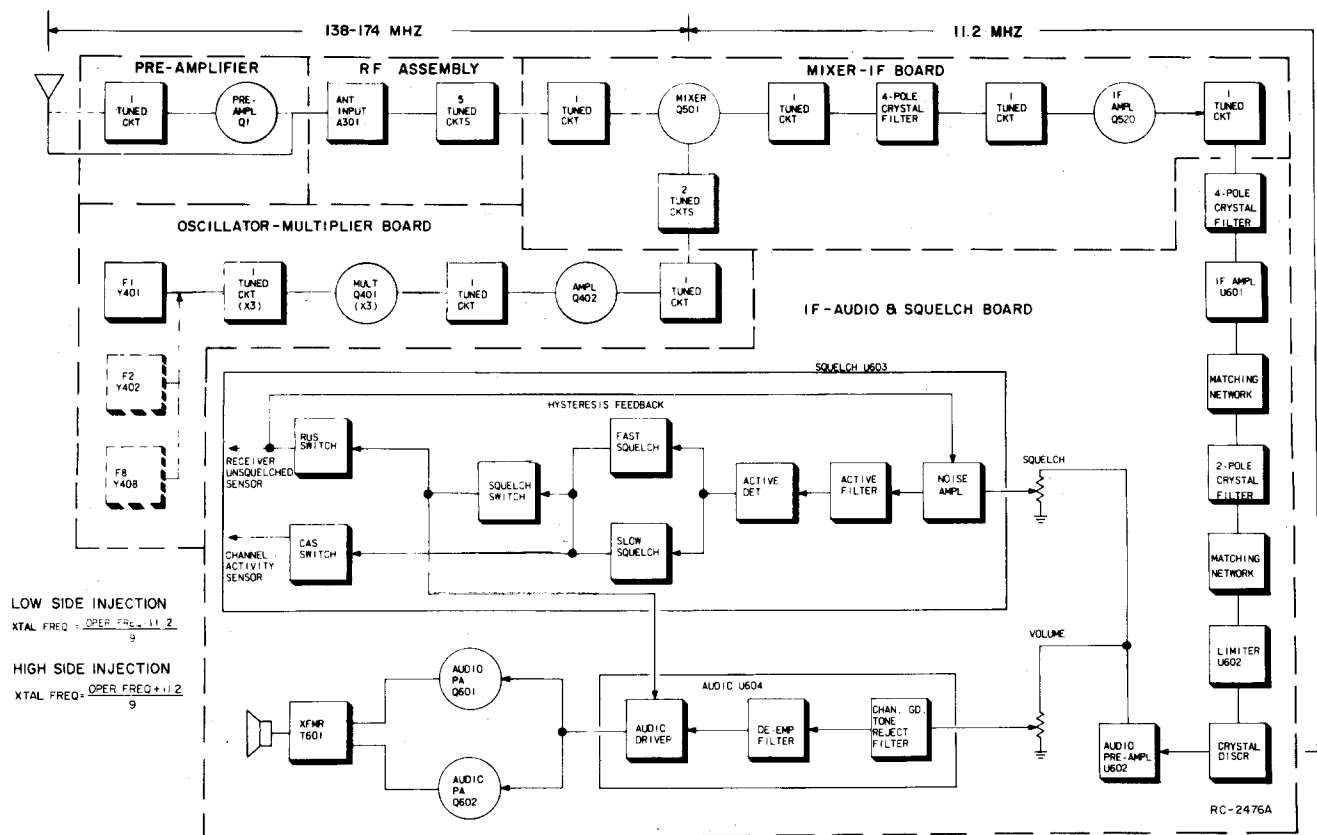 138-174 MHZ
11.2 MHZ
PRE-AMPLIFIER
RF ASSEMBLY
MIXER-IF BOARD
1
TUNED
CKT
PRE-
AMPL
Q1
ANT
INPUT
A301
5
TUNED
CKTS
1
TUNED
CKT
MIXER
Q501
1
TUNED
CKT
4-POLE
CRYSTAL
FILTER
1
TUNED
CKT
IF
AMPL
Q520
1
TUNED
CKT
2
TUNED
CKTS
4-POLE
CRYSTAL
FILTER
OSCILLATOR-MULTIPLIER BOARD
F1
Y401
1
TUNED
CKT
(X3)
MULT
Q401
(X3)
1
TUNED
CKT
AMPL
Q402
1
TUNED
CKT
IF AMPL
U601
IF-AUDIO & SQUELCH BOARD
F2
Y402
F8
Y408
SQUELCH U603
HYSTERESIS FEEDBACK
MATCHING
NETWORK
RUS
SWITCH
FAST
SQUELCH
RECEIVER
UNSQUELCHED
SENSOR
SQUELCH
SWITCH
ACTIVE
DET
ACTIVE
FILTER
NOISE
AMPL
SQUELCH
2-POLE
CRYSTAL
FILTER
CAS
SWITCH
SLOW
SQUELCH
CHANNEL
ACTIVITY
SENSOR
MATCHING
NETWORK
LOW SIDE INJECTION
XTAL FREQ = OPER FREQ-11.2
9
HIGH SIDE INJECTION
XTAL FREQ= OPER FREQ+11.2
9
VOLUME
LIMITER
U602
AUDIO
PA
Q601
AUDIO U604
XFMR
T601
AUDIO
DRIVER
DE-EMP
FILTER
CHAN. GD.
TONE
REJECT
FILTER
AUDIO
PRE-AMPL
U602
CRYSTAL
DISCR
AUDIO
PA
Q602
RC-2476A